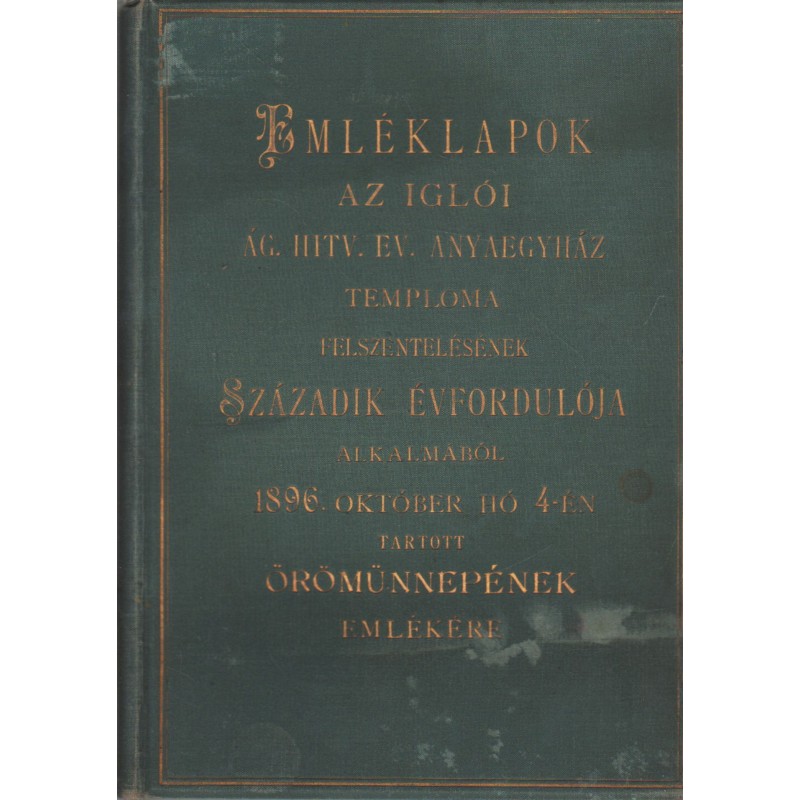 EMLÉKLAPOK
AZ IGLÓI
ÁG. HITV. EV. ANYAEGYHÁZ
TEMPLOMA
FELSZENTELÉSÉNEK
SZÁZADIK ÉVFORDULÓJA
ALKALMÁBÓL
1896. OKTÓBER HÓ 4-ÉN
TARTOTT
ÖRÖMÜNNEPÉNEK
EMLÉKÉRE